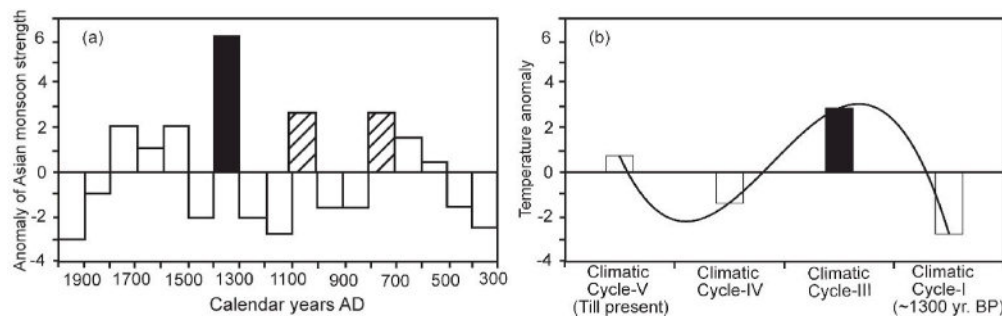 (a)
Anomaly of Asian monsoon strength
6
4
2
0
-2
-4
1900 1700 1500 1300 1100 900 700 500 300
Calendar years AD
(b)
Temperature anomaly
6
4
2
0
-2
-4
Climatic
Cycle-V
(Till present)
Climatic
Cycle-IV
Climatic
Cycle-III
Climatic
Cycle-I
(~1300 yr. BP)